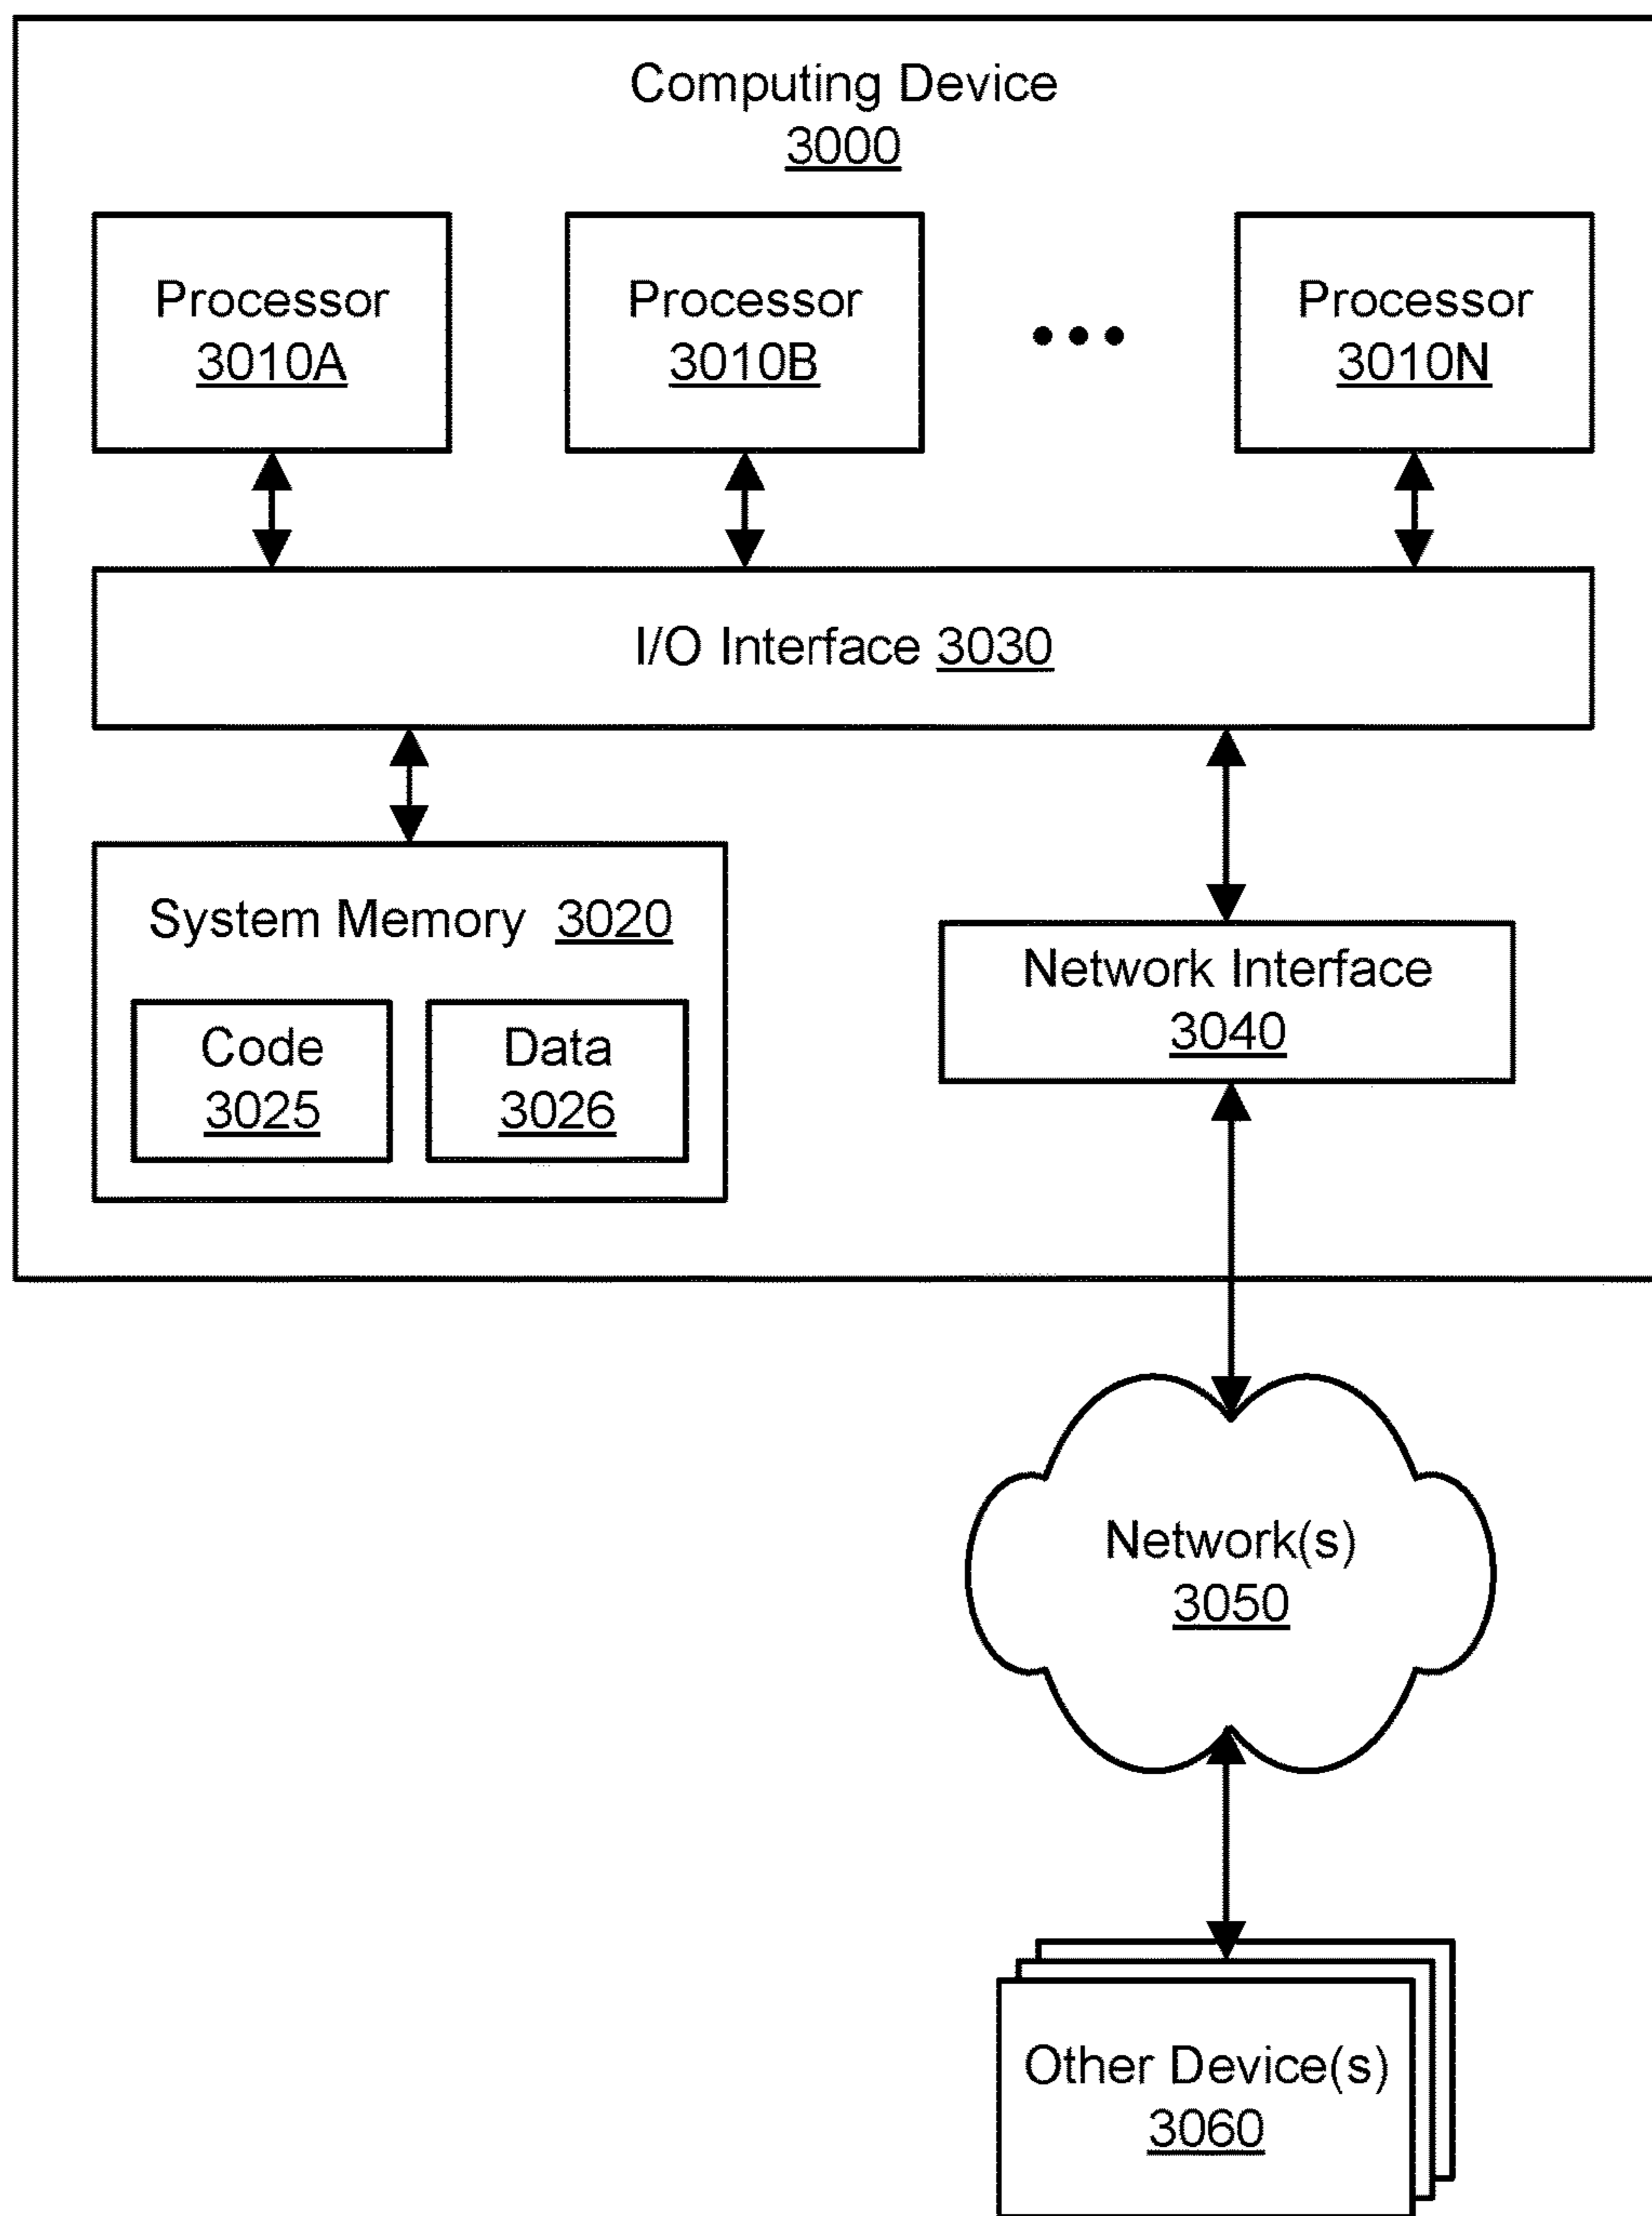 Computing Device
3000
Processor
3010A
Processor
3010B
•••
Processor
3010N
I/O Interface 3030
System Memory 3020
Code
3025
Data
3026
Network Interface
3040
Network(s)
3050
Other Device(s)
3060